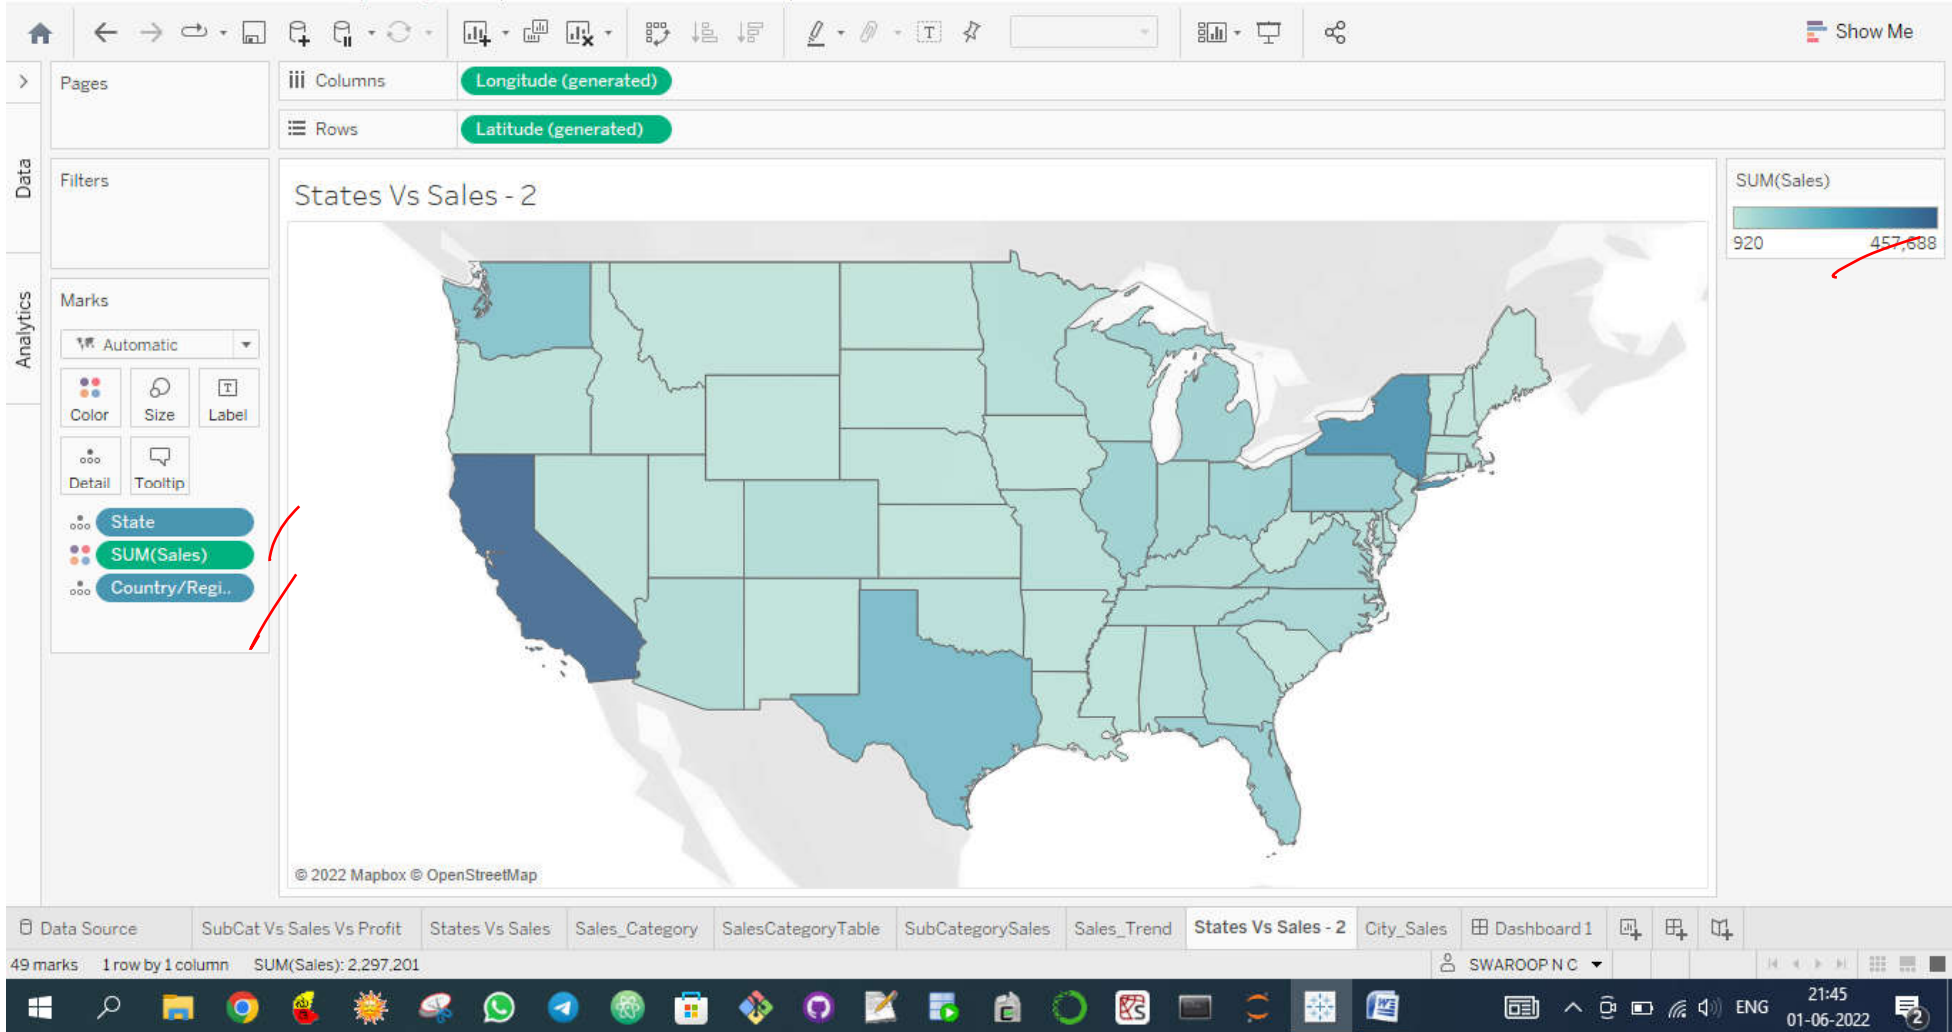 Show Me
Pages
Columns
Longitude (generated)
Rows
Latitude (generated)
Data
Analytics
Filters
States Vs Sales - 2
SUM(Sales)
920 457,688
Marks
Automatic
Color Size Label
Detail Tooltip
State
SUM(Sales)
Country/Regi..
© 2022 Mapbox © OpenStreetMap
Data Source SubCat Vs Sales Vs Profit States Vs Sales Sales_Category SalesCategoryTable SubCategorySales Sales_Trend States Vs Sales - 2 City_Sales Dashboard 1
49 marks 1 row by 1 column SUM(Sales): 2,297,201 SWAROOP N C
ENG 21:45
01-06-2022 2